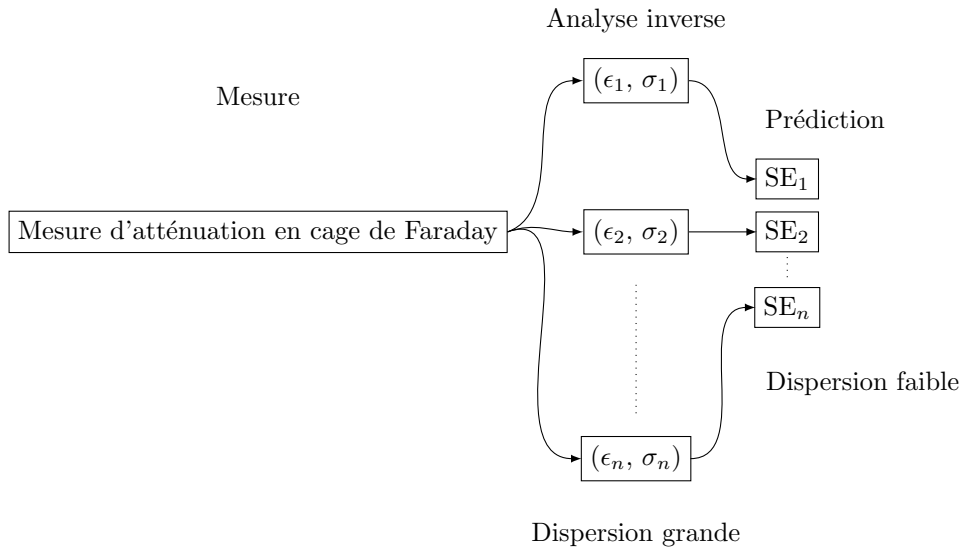 Analyse inverse
(ϵ₁, σ₁)
Mesure
Prédiction
SE₁
Mesure d'atténuation en cage de Faraday
(ϵ₂, σ₂)
SE₂
SEₙ
Dispersion faible
(ϵₙ, σₙ)
Dispersion grande